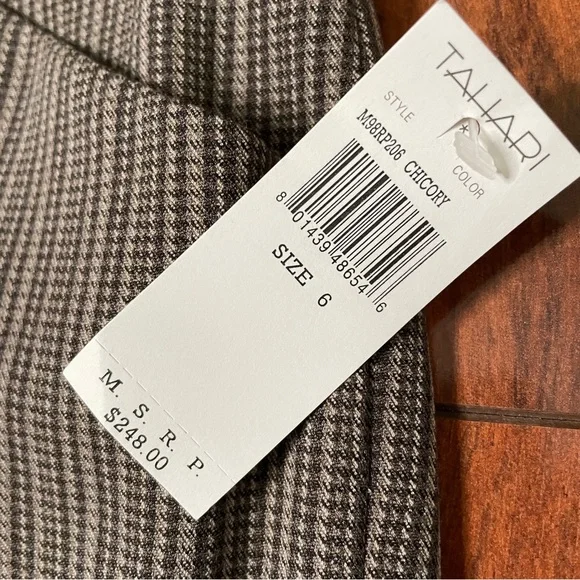 TAHARI
STYLE
COLOR
M98RP206 CHICORY
8 01439 48654 6
SIZE 6
M. S. R. P.
$248.00